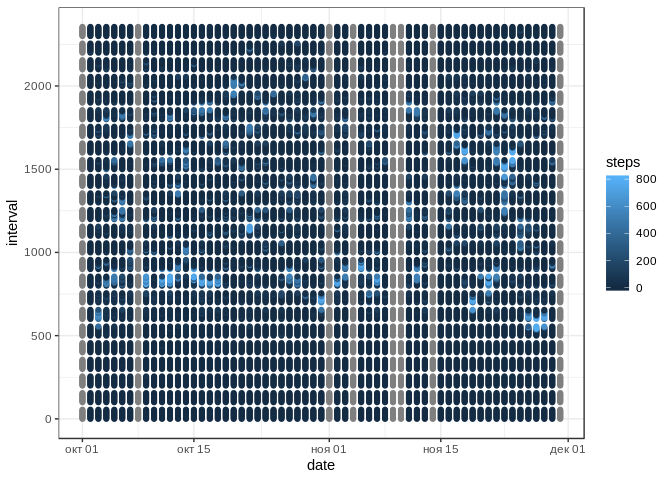 2000
1500
1000
500
0
interval
окт 01
окт 15
ноя 01
ноя 15
дек 01
date
steps
800
600
400
200
0